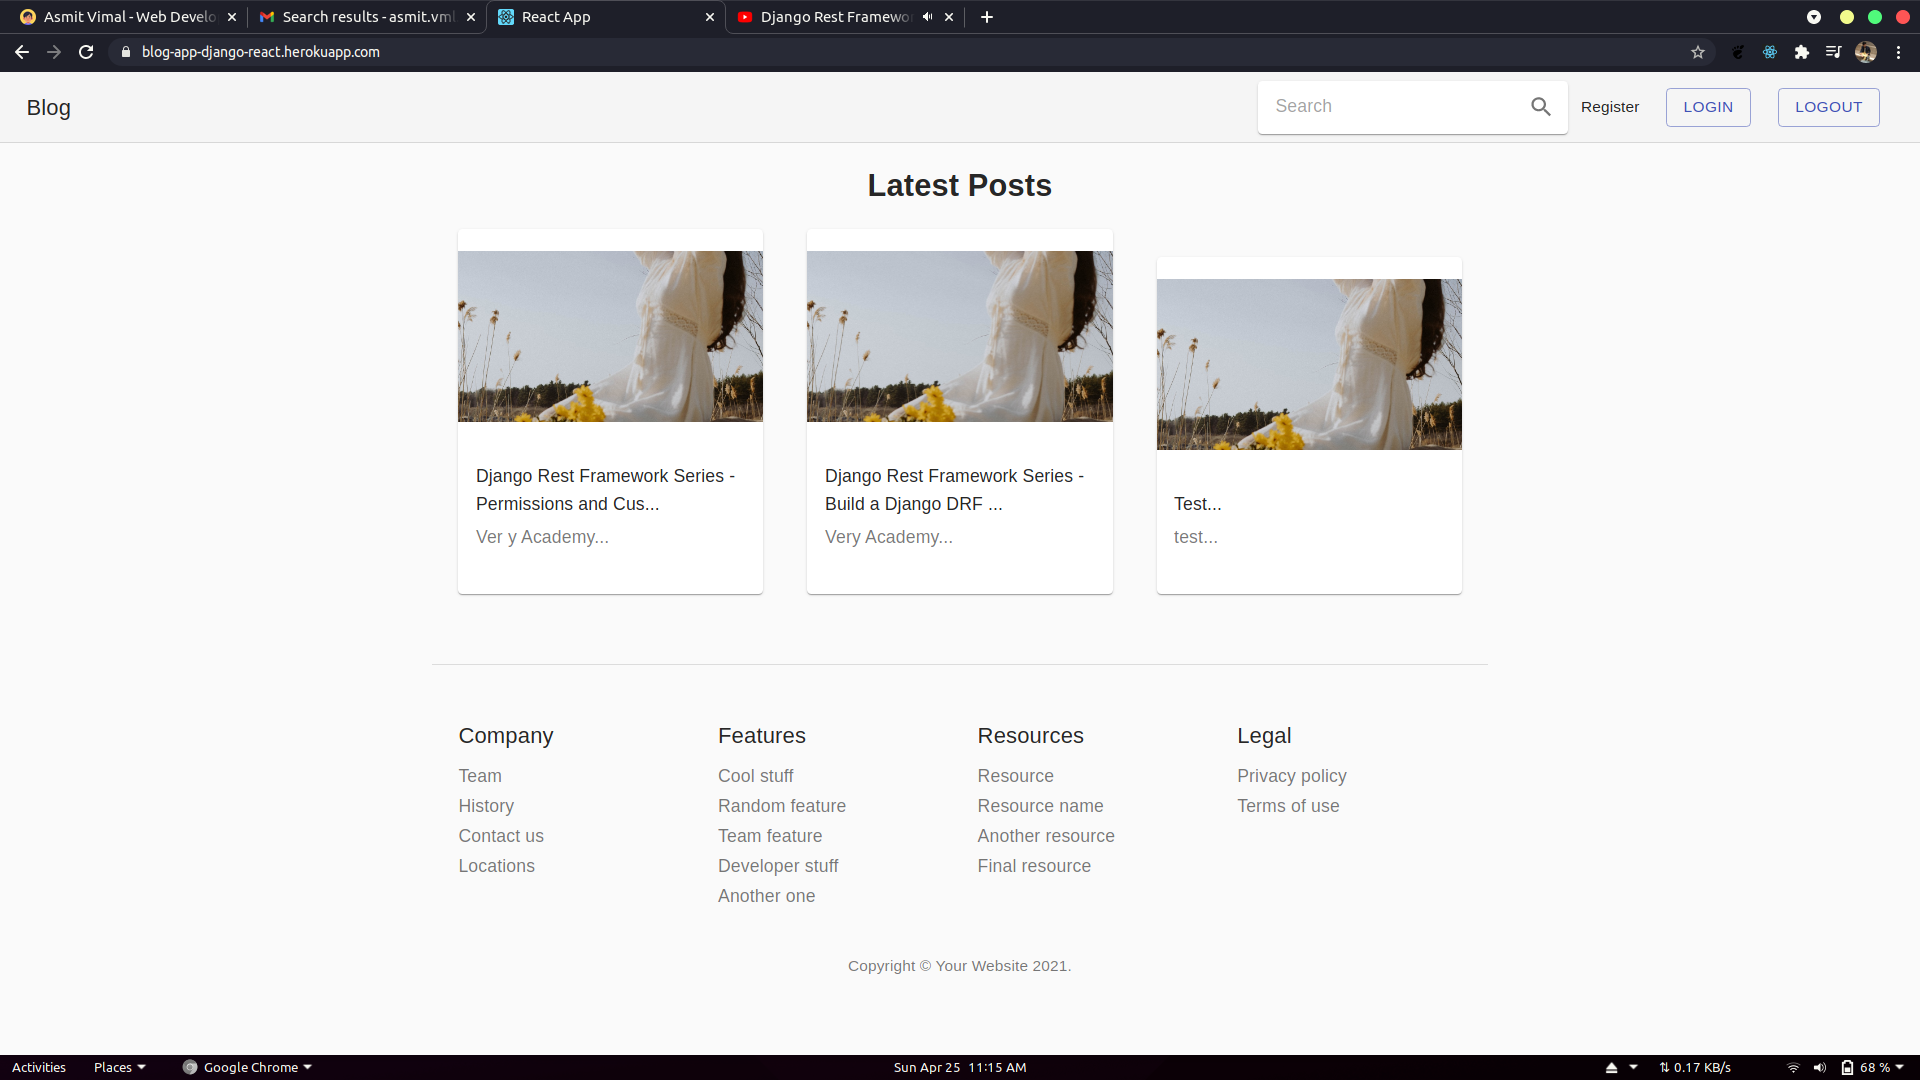 Asmit Vimal - Web Develo
Search results - asmit.vml
React App
Django Rest Framewor
blog-app-django-react.herokuapp.com
Blog
Search
Register
LOGIN
LOGOUT
Latest Posts
Django Rest Framework Series -
Permissions and Cus...
Ver y Academy...
Django Rest Framework Series -
Build a Django DRF ...
Very Academy...
Test...
test...
Company
Team
History
Contact us
Locations
Features
Cool stuff
Random feature
Team feature
Developer stuff
Another one
Resources
Resource
Resource name
Another resource
Final resource
Legal
Privacy policy
Terms of use
Copyright © Your Website 2021.
Activities
Places
Google Chrome
Sun Apr 25 11:15 AM
0.17 KB/s
68 %